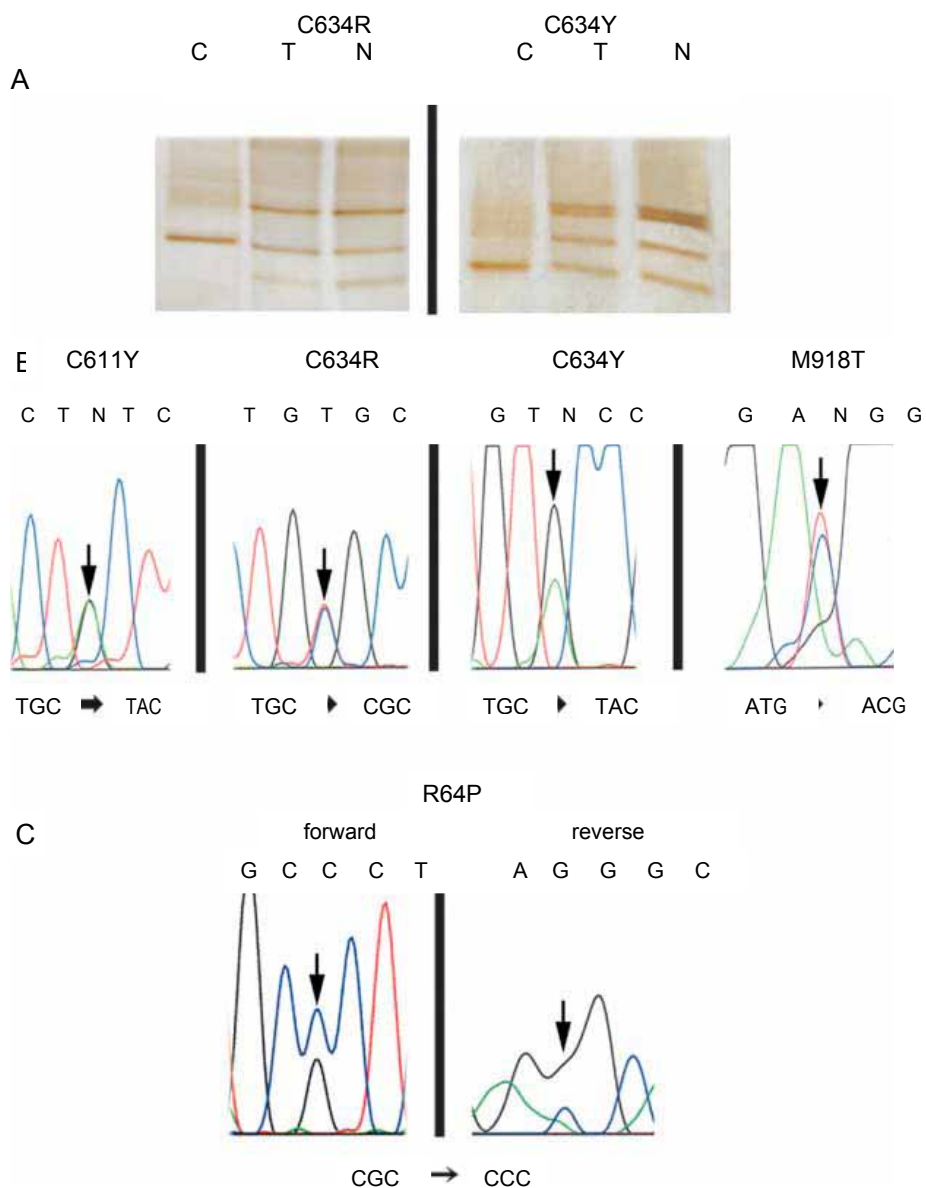 C634R C634Y
C T N C T N
A
E C611Y C634R C634Y M918T
C T N T C T G T G C G T N C C G A N G G
TGC TAC TGC CGC TGC TAC ATG ACG
R64P
C forward reverse
G C C C T A G G G C
CGC → CCC